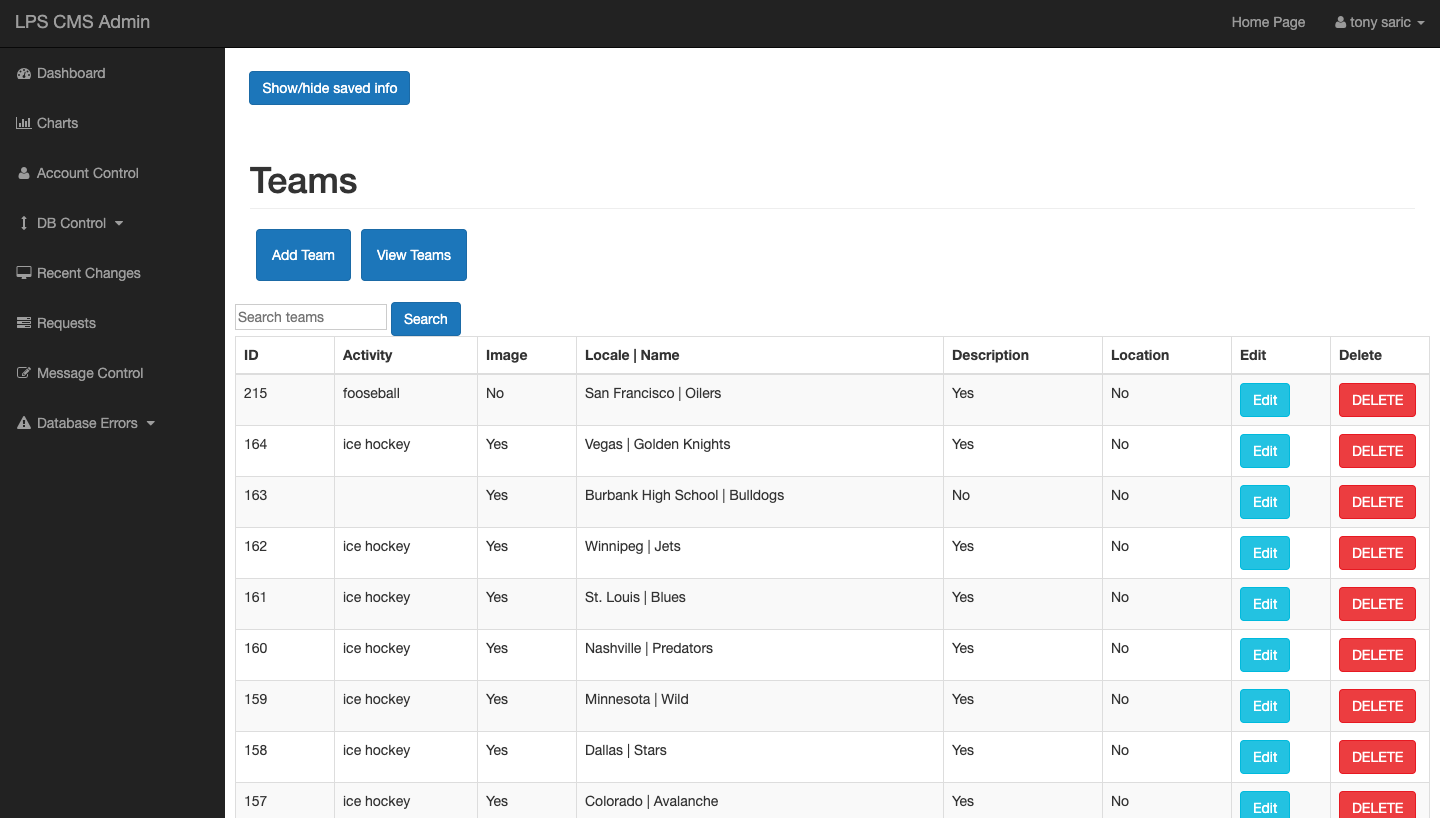 LPS CMS Admin
Home Page
tony saric
Dashboard
Charts
Account Control
DB Control
Recent Changes
Requests
Message Control
Database Errors
Show/hide saved info
Teams
Add Team View Teams
Search teams Search
ID Activity Image Locale | Name Description Location Edit Delete
215 fooseball No San Francisco | Oilers Yes No Edit DELETE
164 ice hockey Yes Vegas | Golden Knights Yes No Edit DELETE
163 Yes Burbank High School | Bulldogs No No Edit DELETE
162 ice hockey Yes Winnipeg | Jets Yes No Edit DELETE
161 ice hockey Yes St. Louis | Blues Yes No Edit DELETE
160 ice hockey Yes Nashville | Predators Yes No Edit DELETE
159 ice hockey Yes Minnesota | Wild Yes No Edit DELETE
158 ice hockey Yes Dallas | Stars Yes No Edit DELETE
157 ice hockey Yes Colorado | Avalanche Yes No Edit DELETE